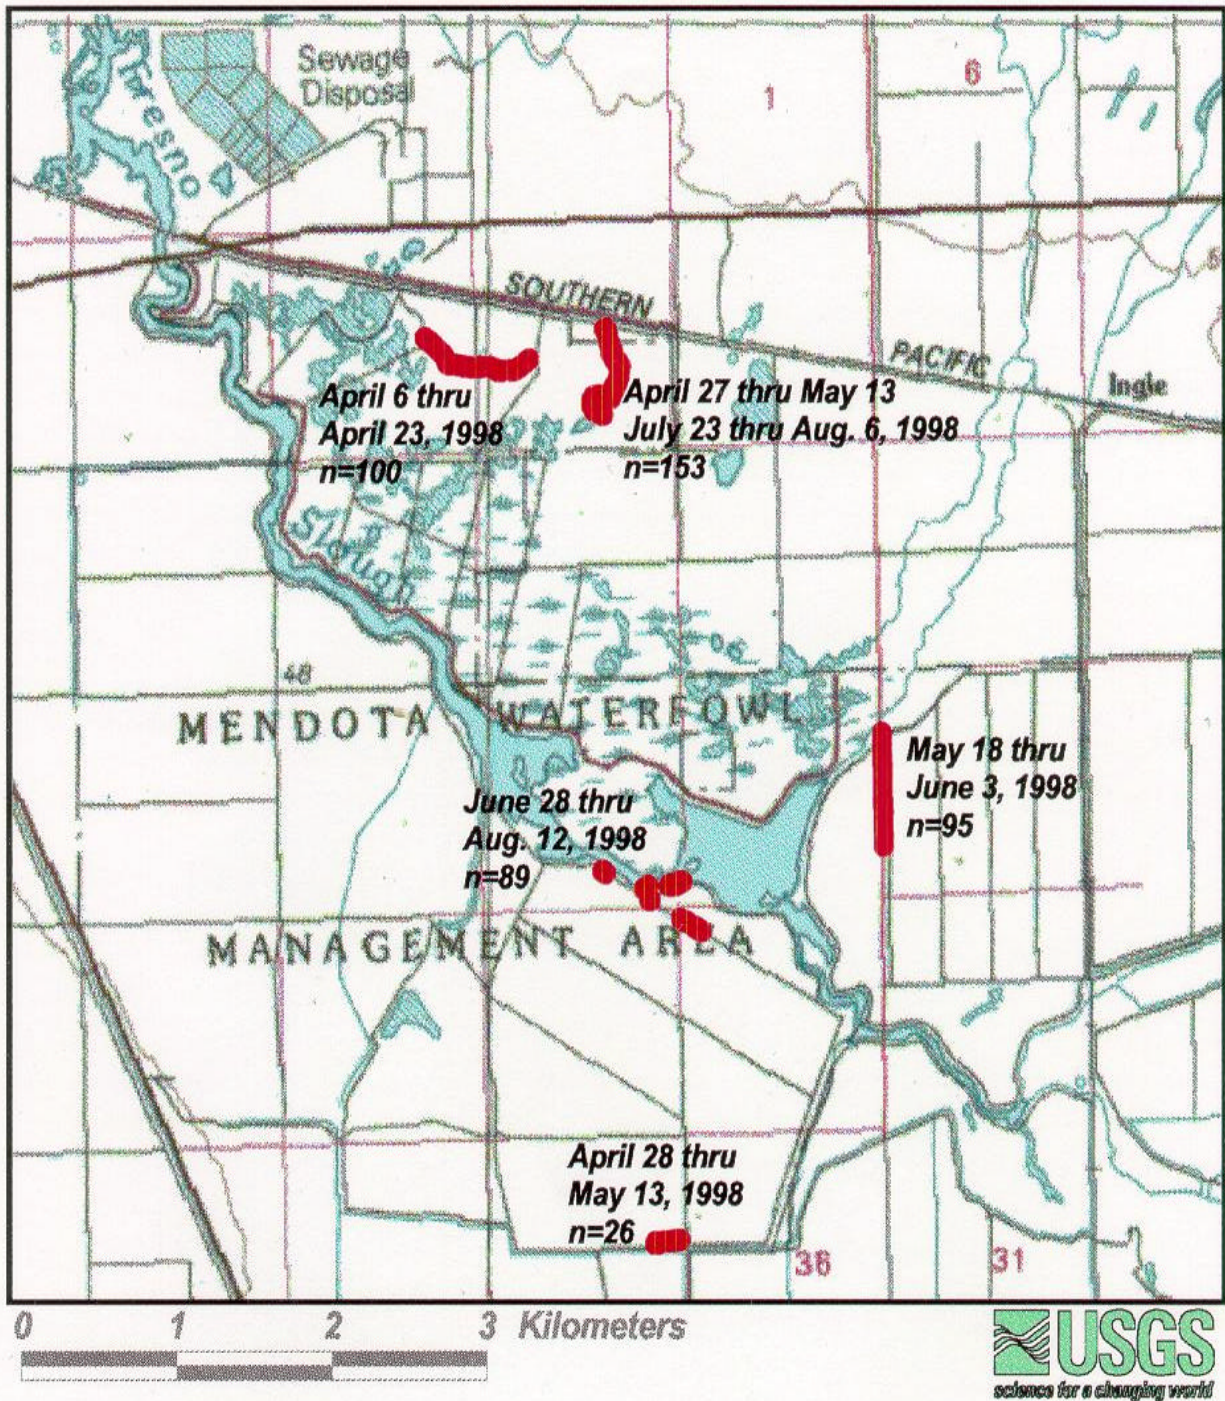 Sewage
Disposal
Fresno
1
6
SOUTHERN
PACIFIC
Ingle
April 6 thru
April 23, 1998
n=100
April 27 thru May 13
July 23 thru Aug. 6, 1998
n=153
Slough
48
MENDOTA WATERFOWL
May 18 thru
June 3, 1998
n=95
June 28 thru
Aug. 12, 1998
n=89
MANAGEMENT AREA
April 28 thru
May 13, 1998
n=26
36
31
0 1 2 3 Kilometers
USGS
science for a changing world